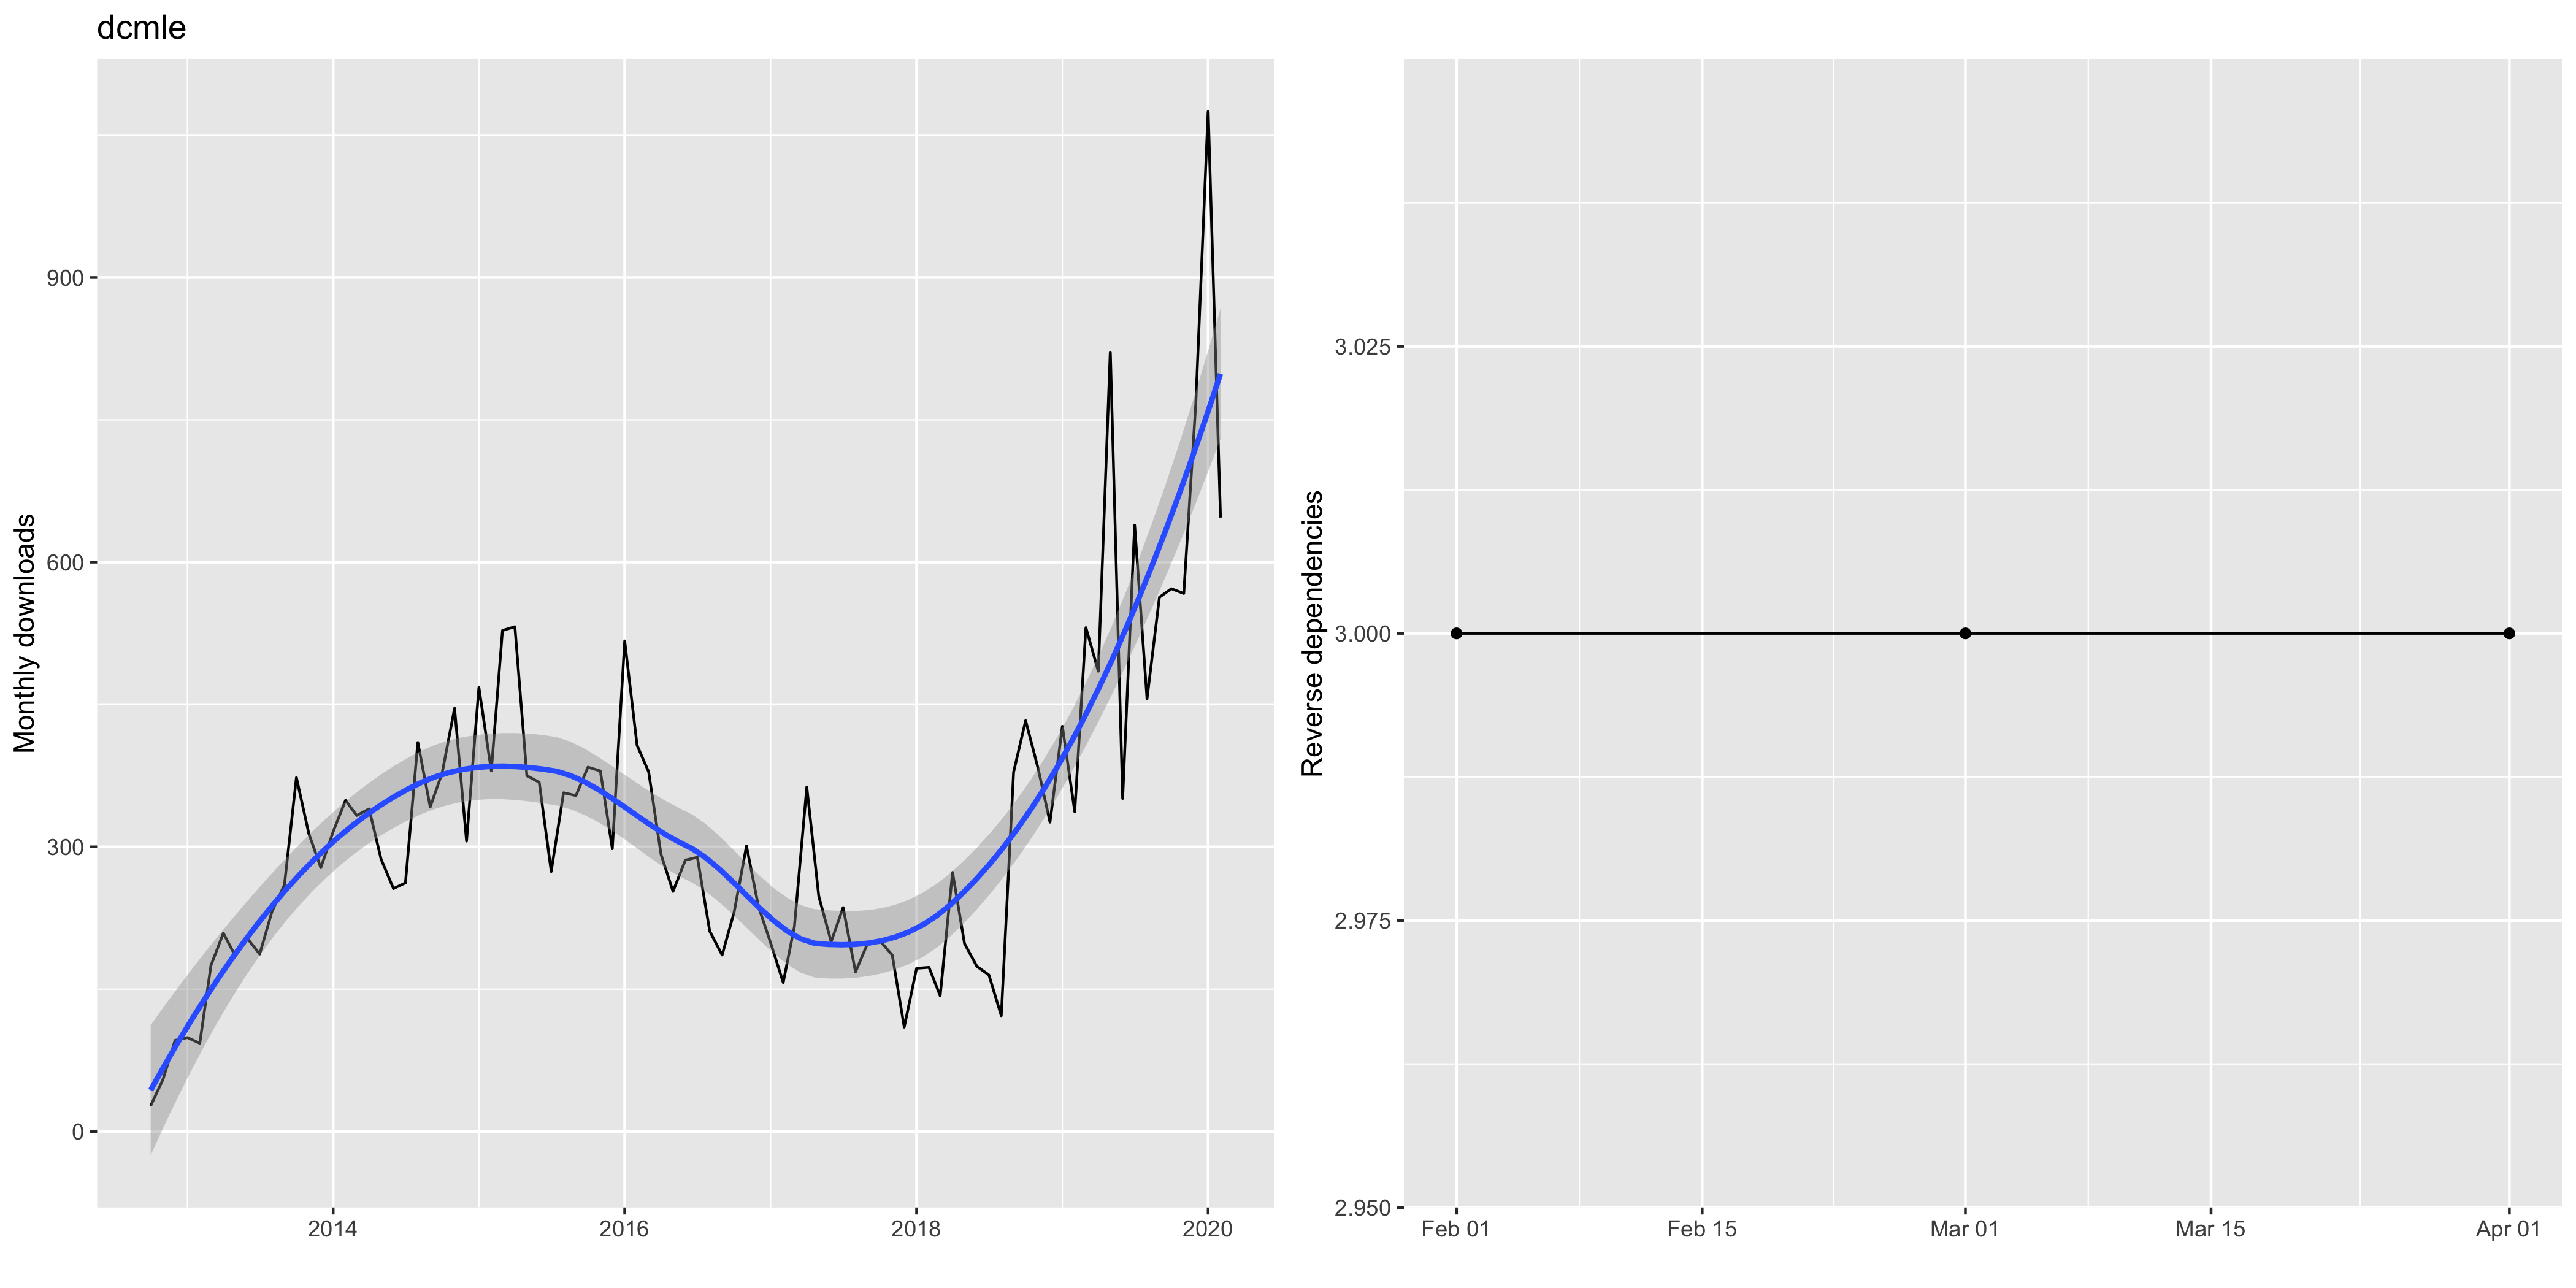 dcmle
Monthly downloads
900
600
300
0
2014
2016
2018
2020
Reverse dependencies
3.025
3.000
2.975
2.950
Feb 01
Feb 15
Mar 01
Mar 15
Apr 01